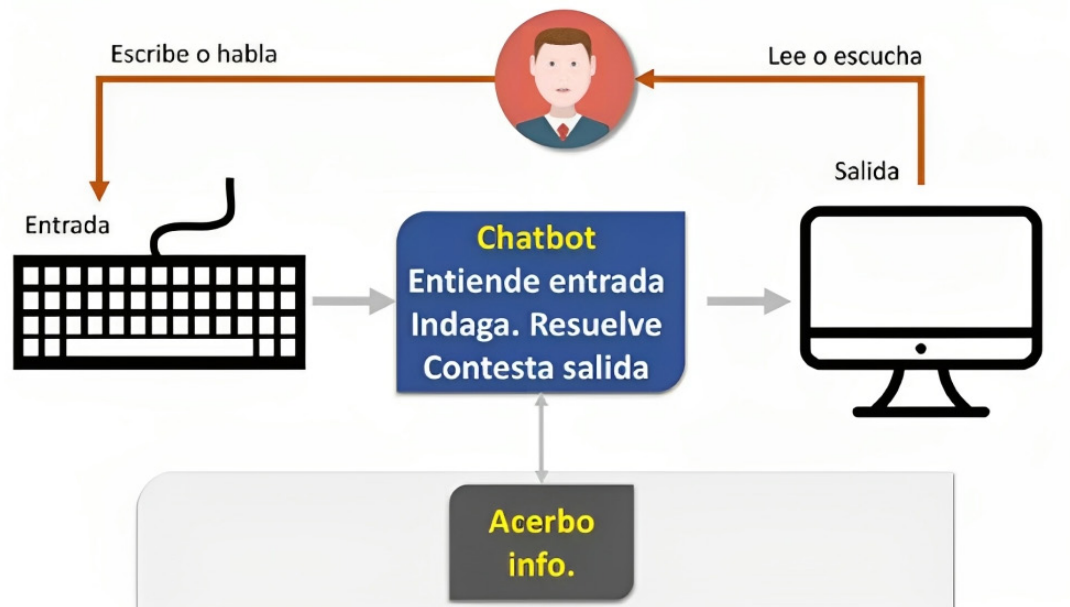 Escribe o habla
Lee o escucha
Salida
Entrada
Chatbot
Entiende entrada
Indaga. Resuelve
Contesta salida
Acerbo
info.